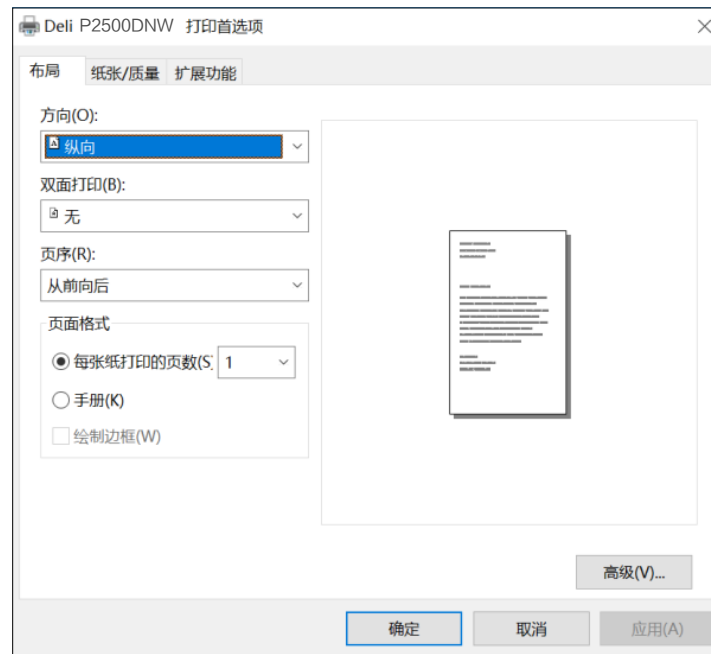 Deli P2500DNW 打印首选项
布局 纸张/质量 扩展功能
方向(O):
纵向
双面打印(B):
无
页序(R):
从前向后
页面格式
每张纸打印的页数(S 1
手册(K)
绘制边框(W)
高级(V)...
确定 取消 应用(A)